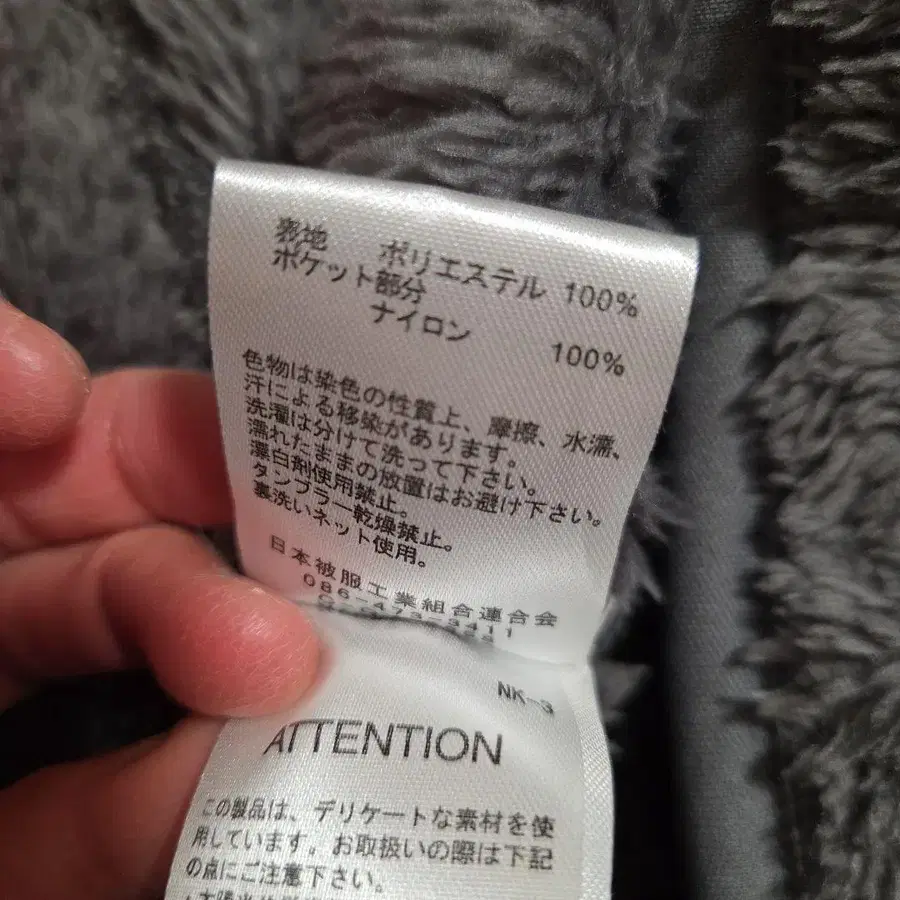 表地 ポリエステル 100%
ポケット部分
ナイロン 100%
色物は染色の性質上、摩擦、水濡、
汗による移染があります。
洗濯は分けて洗って下さい。
濡れたままの放置はお避け下さい。
漂白剤使用禁止。
タンブラー乾燥禁止。
裏洗いネット使用。
日本被服工業組合連合会
086-473-3411
NK-3
ATTENTION
この製品は、デリケートな素材を使
用しています。お取扱いの際は下記
の点にご注意下さい。